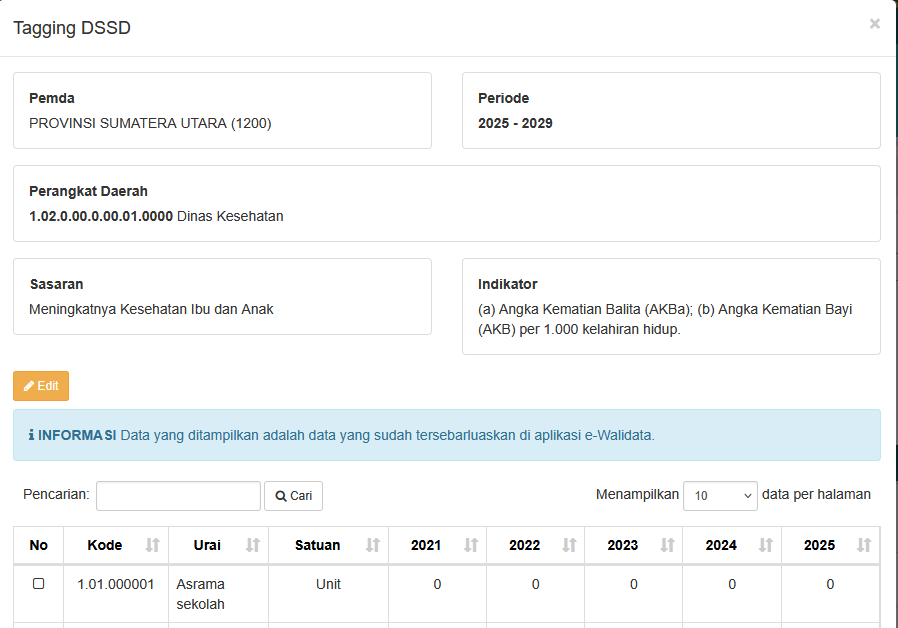 Tagging DSSD
×
Pemda
PROVINSI SUMATERA UTARA (1200)
Periode
2025 - 2029
Perangkat Daerah
1.02.0.00.0.00.01.0000 Dinas Kesehatan
Sasaran
Meningkatnya Kesehatan Ibu dan Anak
Indikator
(a) Angka Kematian Balita (AKBa); (b) Angka Kematian Bayi
(AKB) per 1.000 kelahiran hidup.
Edit
i INFORMASI Data yang ditampilkan adalah data yang sudah tersebarluaskan di aplikasi e-Walidata.
Pencarian: Cari Menampilkan 10 data per halaman
No Kode Urai Satuan 2021 2022 2023 2024 2025
1.01.000001 Asrama Unit 0 0 0 0 0
sekolah